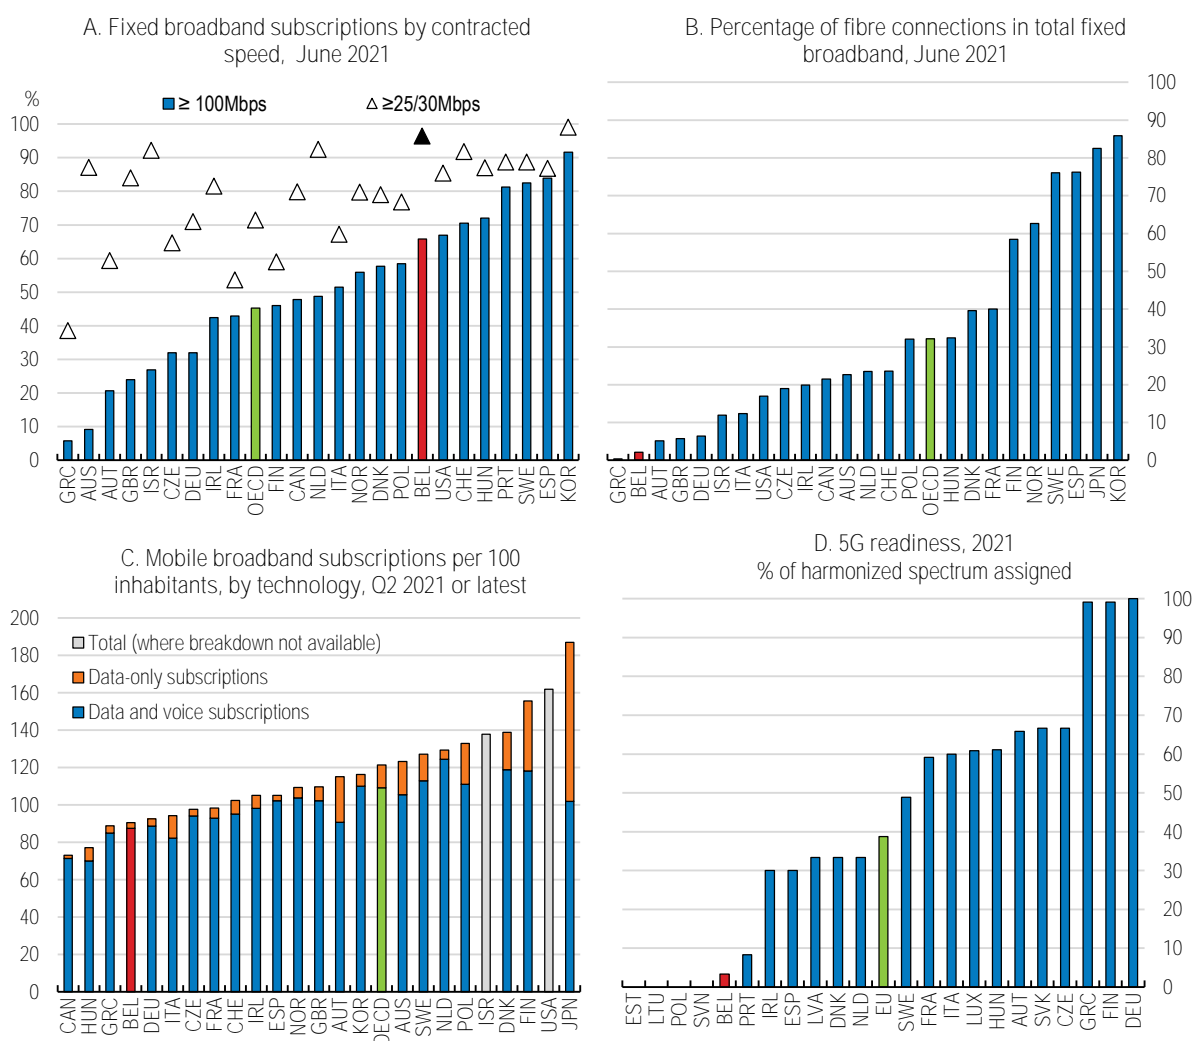 A. Fixed broadband subscriptions by contracted
speed, June 2021
%
≥ 100Mbps
≥25/30Mbps
100
90
80
70
60
50
40
30
20
10
0
GRC
AUS
AUT
GBR
ISR
CZE
DEU
IRL
FRA
OECD
FIN
CAN
NLD
ITA
NOR
DNK
POL
BEL
USA
CHE
HUN
PRT
SWE
ESP
KOR
B. Percentage of fibre connections in total fixed
broadband, June 2021
100
90
80
70
60
50
40
30
20
10
0
GRC
BEL
AUT
GBR
DEU
ISR
ITA
USA
CZE
IRL
CAN
AUS
NLD
CHE
POL
OECD
HUN
DNK
FRA
FIN
NOR
SWE
ESP
JPN
KOR
C. Mobile broadband subscriptions per 100
inhabitants, by technology, Q2 2021 or latest
200
180
160
140
120
100
80
60
40
20
0
Total (where breakdown not available)
Data-only subscriptions
Data and voice subscriptions
CAN
HUN
GRC
BEL
DEU
ITA
CZE
FRA
CHE
IRL
ESP
NOR
GBR
AUT
KOR
OECD
AUS
SWE
NLD
POL
ISR
DNK
FIN
USA
JPN
D. 5G readiness, 2021
% of harmonized spectrum assigned
100
90
80
70
60
50
40
30
20
10
0
EST
LTU
POL
SVN
BEL
PRT
IRL
ESP
LVA
DNK
NLD
EU
SWE
FRA
ITA
LUX
HUN
AUT
SVK
CZE
GRC
FIN
DEU